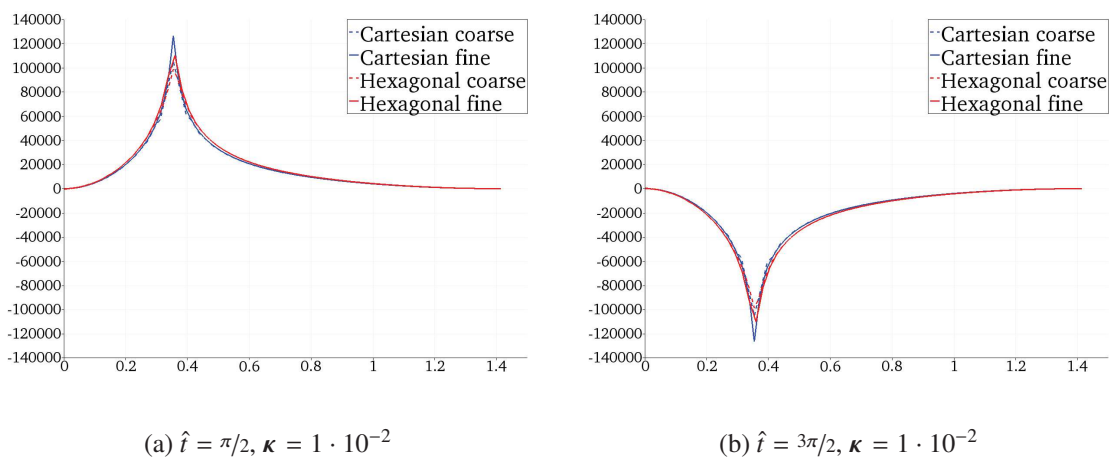 140000
120000
100000
80000
60000
40000
20000
0
-20000
-40000
-60000
-80000
-100000
-120000
-140000
0 0.2 0.4 0.6 0.8 1 1.2 1.4
Cartesian coarse
Cartesian fine
Hexagonal coarse
Hexagonal fine
(a) t̂ = π/2, κ = 1 · 10⁻²
140000
120000
100000
80000
60000
40000
20000
0
-20000
-40000
-60000
-80000
-100000
-120000
-140000
0 0.2 0.4 0.6 0.8 1 1.2 1.4
Cartesian coarse
Cartesian fine
Hexagonal coarse
Hexagonal fine
(b) t̂ = 3π/2, κ = 1 · 10⁻²